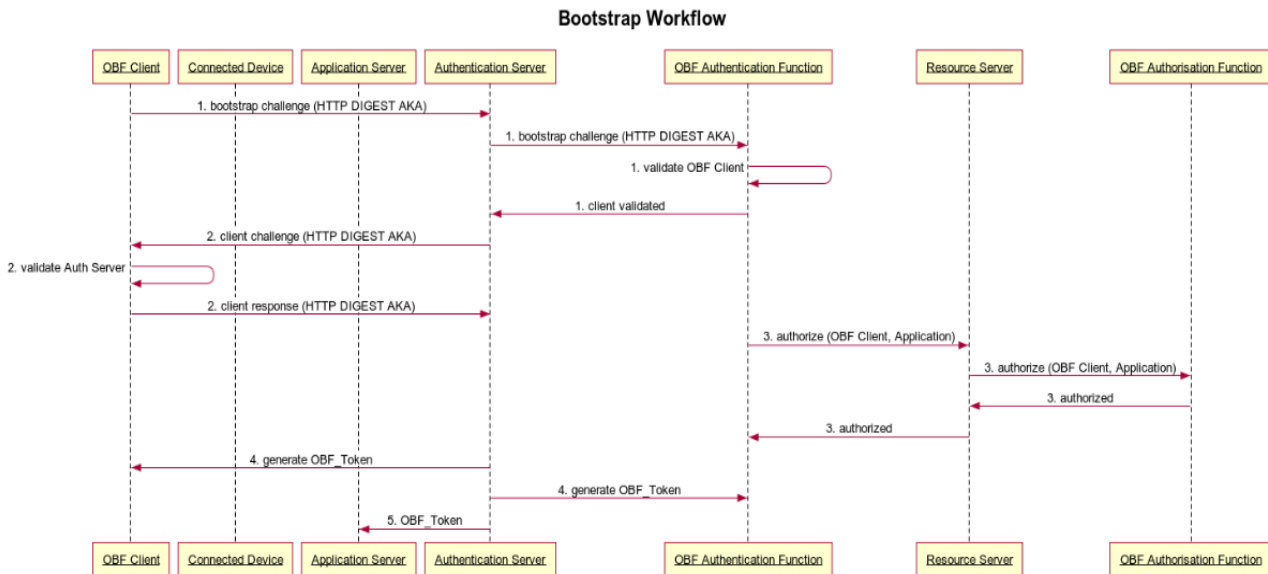 Bootstrap Workflow
OBF Client Connected Device Application Server Authentication Server OBF Authentication Function Resource Server OBF Authorisation Function
1. bootstrap challenge (HTTP DIGEST AKA)
1. bootstrap challenge (HTTP DIGEST AKA)
1. validate OBF Client
1. client validated
2. client challenge (HTTP DIGEST AKA)
2. validate Auth Server
2. client response (HTTP DIGEST AKA)
3. authorize (OBF Client, Application)
3. authorize (OBF Client, Application)
3. authorized
3. authorized
4. generate OBF_Token
4. generate OBF_Token
5. OBF_Token
OBF Client Connected Device Application Server Authentication Server OBF Authentication Function Resource Server OBF Authorisation Function